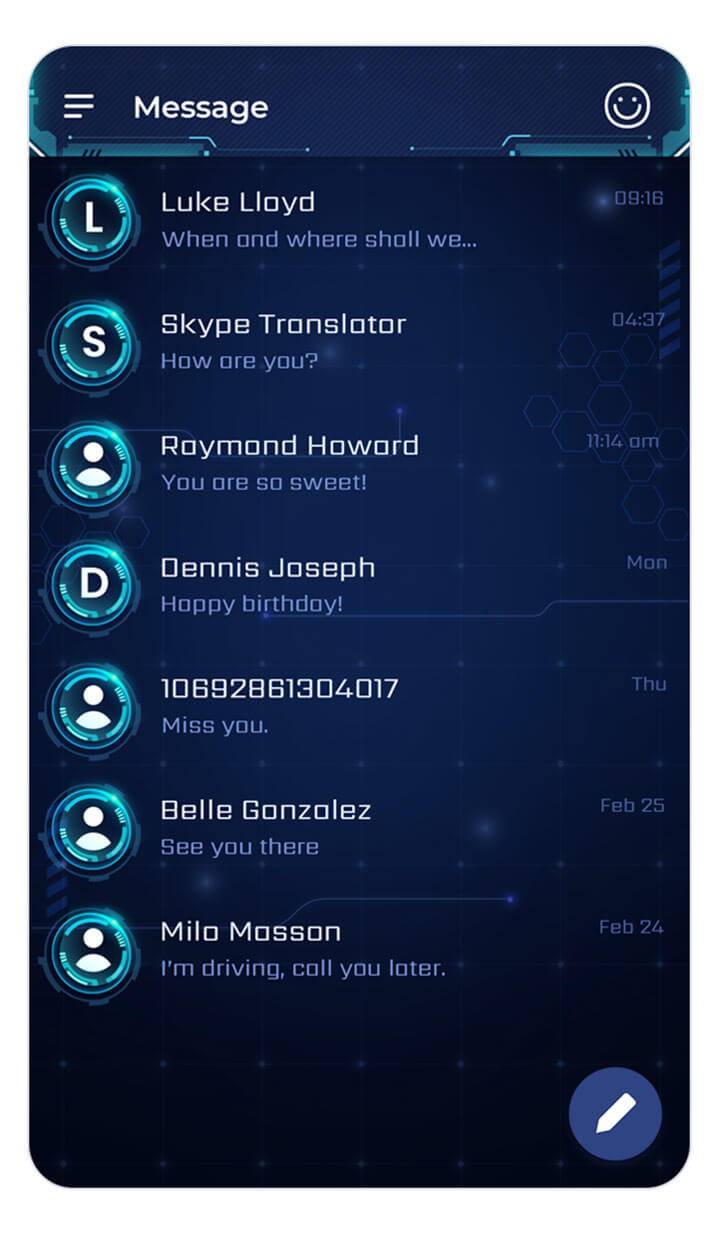 Message
Luke Lloyd
09:16
When and where shall we...
Skype Translator
04:37
How are you?
Raymond Howard
11:14 am
You are so sweet!
Dennis Joseph
Mon
Happy birthday!
10692861304017
Thu
Miss you.
Belle Gonzalez
Feb 25
See you there
Milo Masson
Feb 24
I'm driving, call you later.
L
S
D